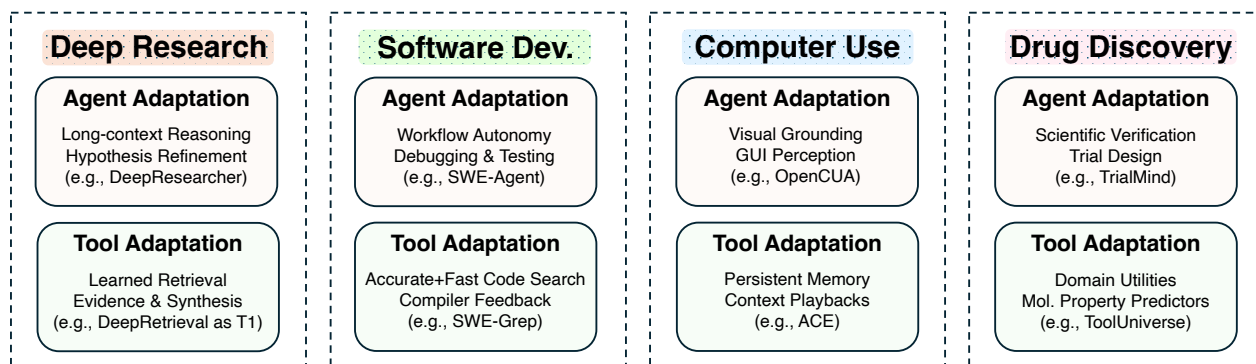 Deep Research
Agent Adaptation
Long-context Reasoning
Hypothesis Refinement
(e.g., DeepResearcher)
Tool Adaptation
Learned Retrieval
Evidence & Synthesis
(e.g., DeepRetrieval as T1)
Software Dev.
Agent Adaptation
Workflow Autonomy
Debugging & Testing
(e.g., SWE-Agent)
Tool Adaptation
Accurate+Fast Code Search
Compiler Feedback
(e.g., SWE-Grep)
Computer Use
Agent Adaptation
Visual Grounding
GUI Perception
(e.g., OpenCUA)
Tool Adaptation
Persistent Memory
Context Playbacks
(e.g., ACE)
Drug Discovery
Agent Adaptation
Scientific Verification
Trial Design
(e.g., TrialMind)
Tool Adaptation
Domain Utilities
Mol. Property Predictors
(e.g., ToolUniverse)